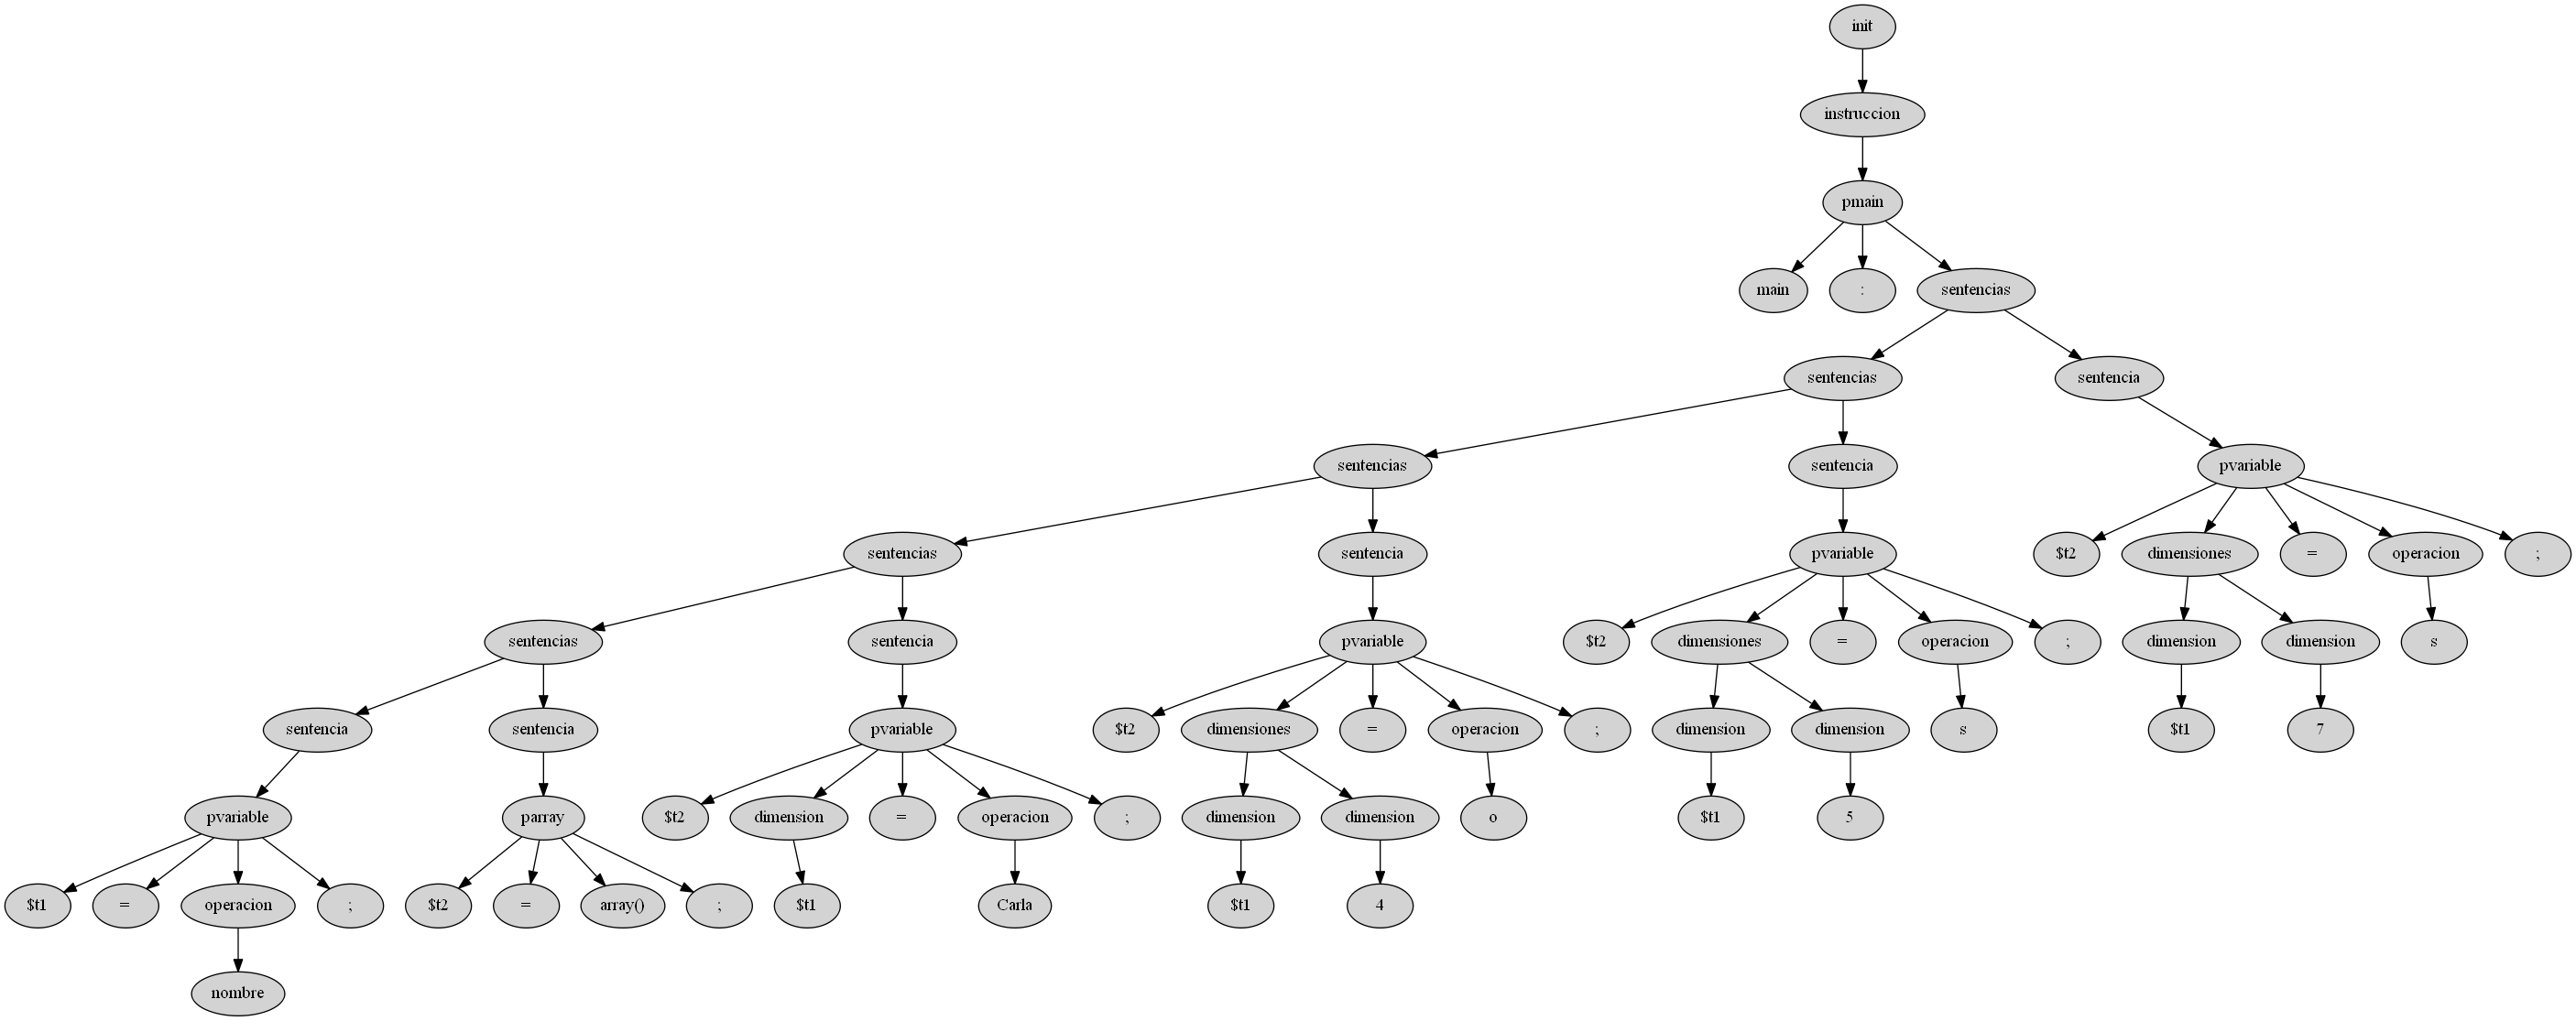 init
instruccion
pmain
main : sentencias
sentencias sentencia
sentencias sentencia pvariable
sentencias sentencia pvariable $t2 dimensiones = operacion ;
sentencias sentencia pvariable $t2 dimensiones = operacion ; dimension dimension s
sentencia sentencia pvariable $t2 dimensiones = operacion ; dimension dimension s $t1 7
pvariable parray $t2 dimension = operacion ; dimension dimension o $t1 5
$t1 = operacion ; $t2 = array() ; $t1 Carla $t1 4
nombre